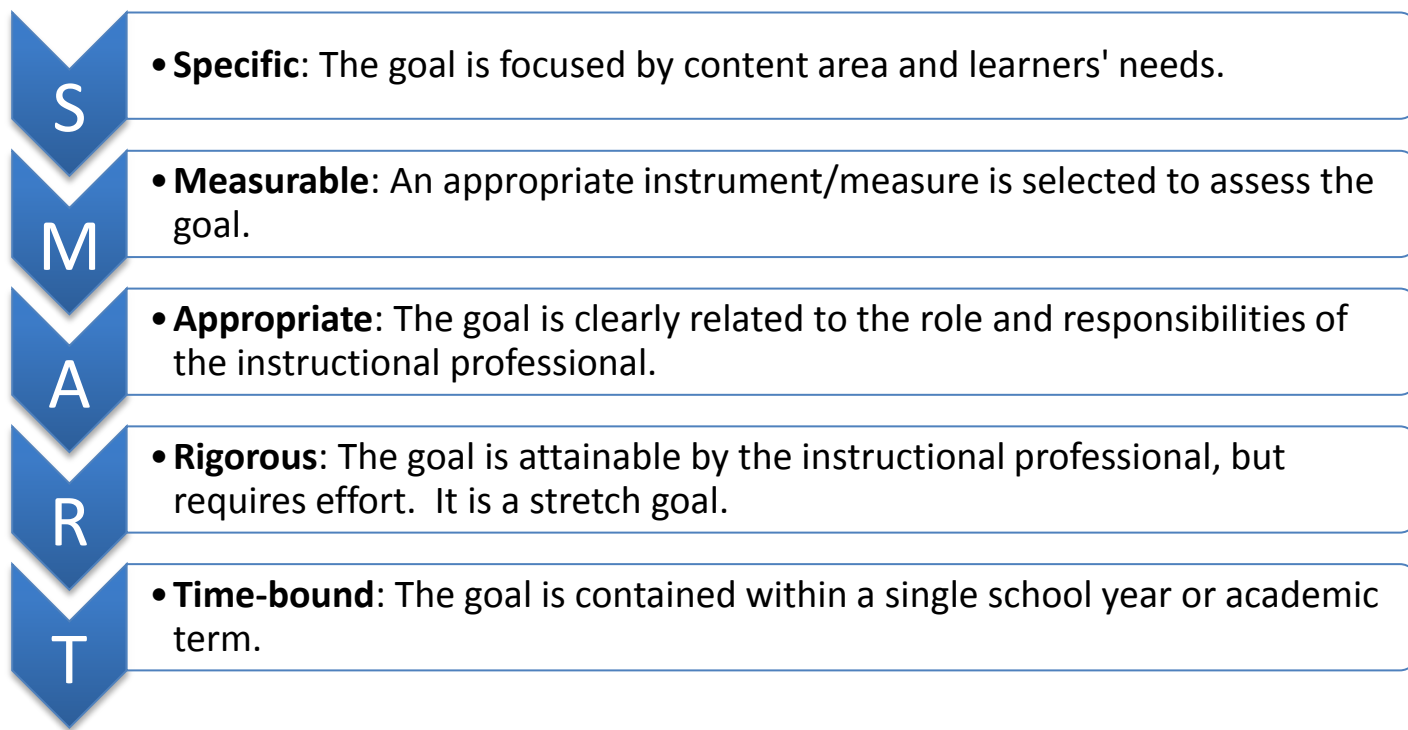 S
• Specific: The goal is focused by content area and learners' needs.
M
• Measurable: An appropriate instrument/measure is selected to assess the
goal.
A
• Appropriate: The goal is clearly related to the role and responsibilities of
the instructional professional.
R
• Rigorous: The goal is attainable by the instructional professional, but
requires effort.  It is a stretch goal.
T
• Time-bound: The goal is contained within a single school year or academic
term.